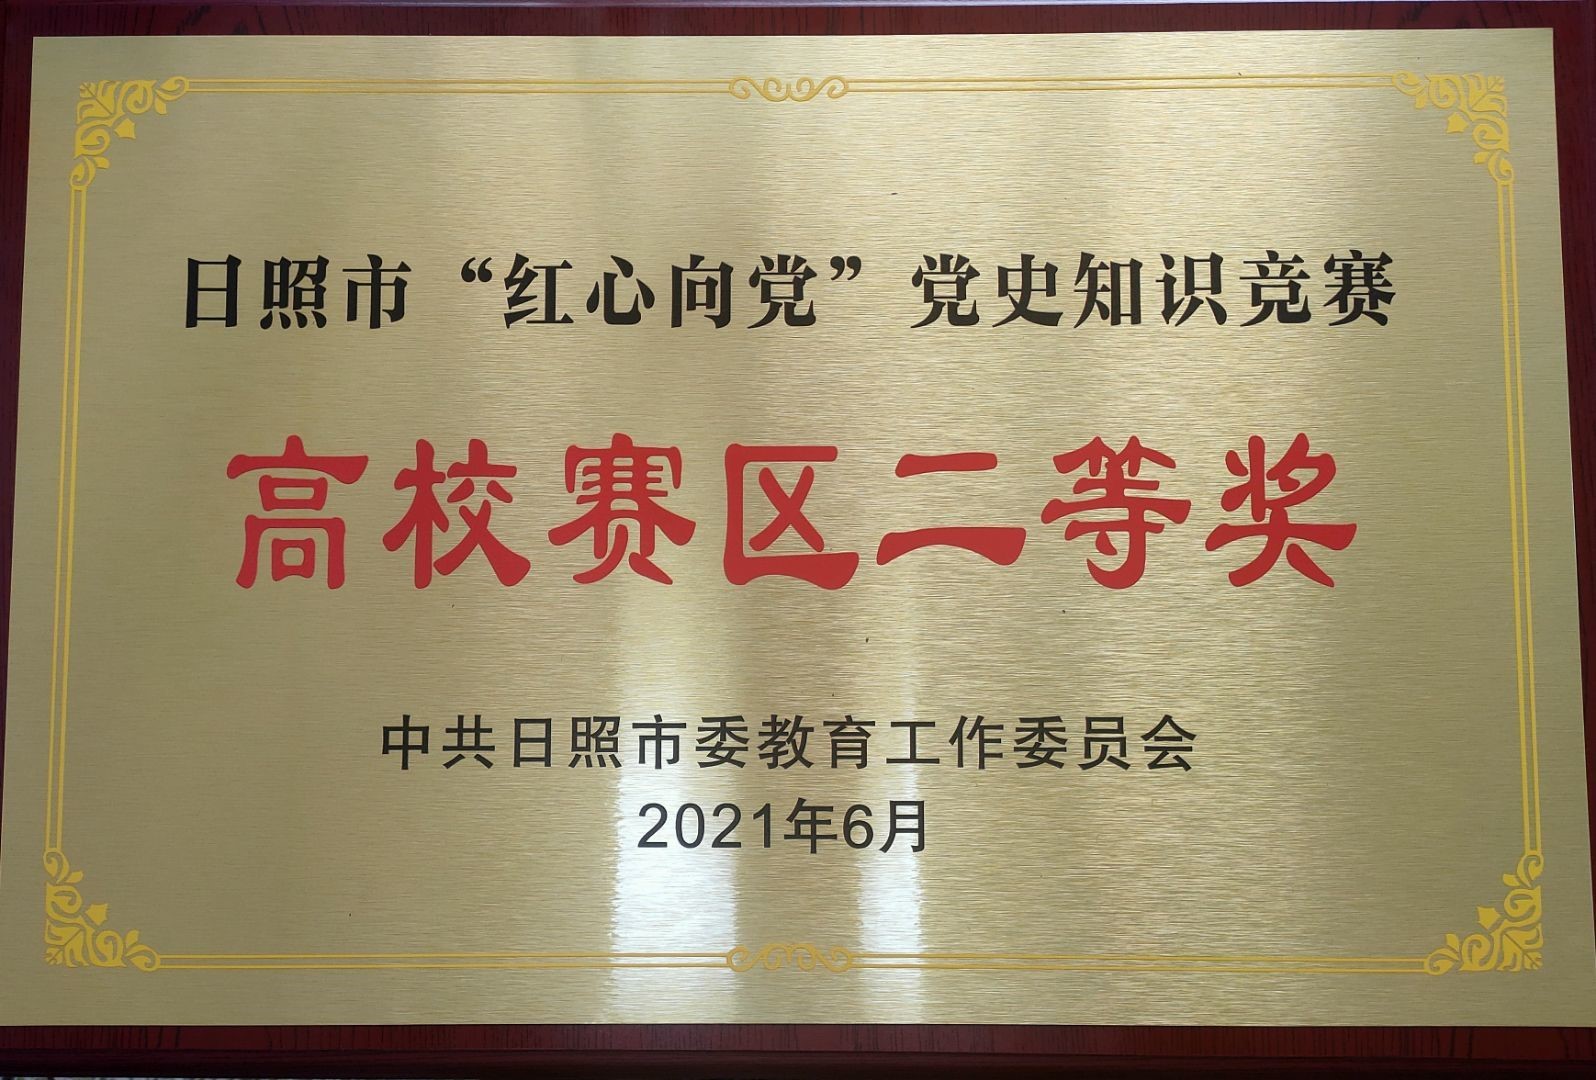 日照市“红心向党”党史知识竞赛
高校赛区二等奖
中共日照市委教育工作委员会
2021年6月